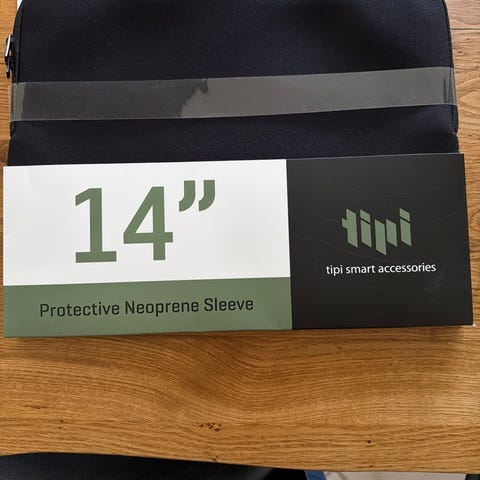 14”
Protective Neoprene Sleeve
tipi
tipi smart accessories